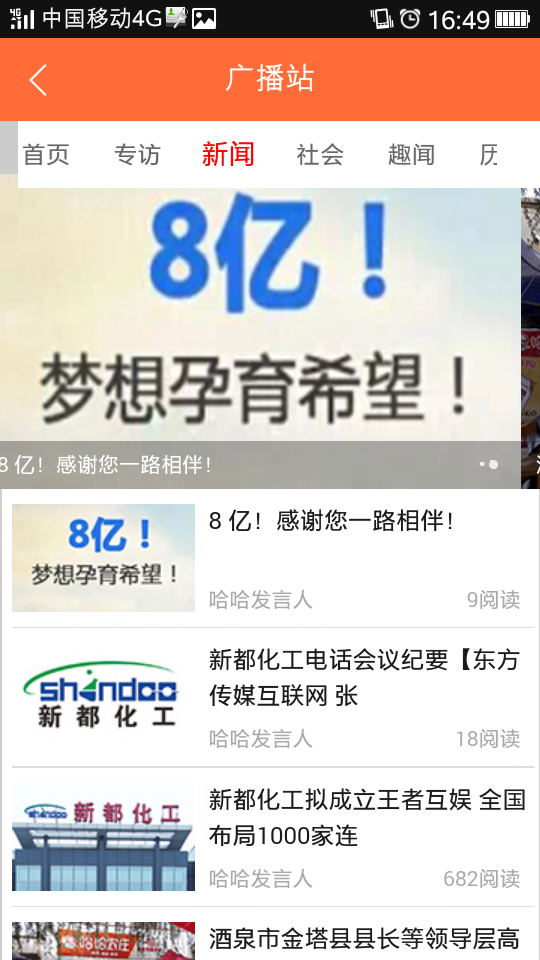 中国移动4G
16:49
广播站
首页 专访 新闻 社会 趣闻 历
8亿！
梦想孕育希望！
8 亿！感谢您一路相伴！
8亿！
梦想孕育希望！
8 亿！感谢您一路相伴！
哈哈发言人 9阅读
shandoo
新都化工
新都化工电话会议纪要【东方
传媒互联网 张
哈哈发言人 18阅读
shandoo 新都化工
新都化工拟成立王者互娱 全国
布局1000家连
哈哈发言人 682阅读
哈哈农庄
酒泉市金塔县县长等领导层高